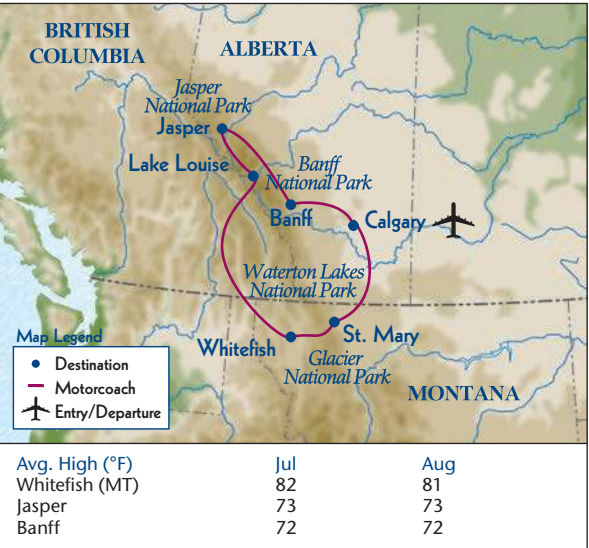 BRITISH
COLUMBIA
ALBERTA
Jasper
National Park
Jasper
Lake Louise
Banff
National Park
Banff
Calgary
Waterton Lakes
National Park
Whitefish
St. Mary
Glacier
National Park
MONTANA
Map Legend
Destination
Motorcoach
Entry/Departure
Avg. High (°F) Jul Aug
Whitefish (MT) 82 81
Jasper 73 73
Banff 72 72